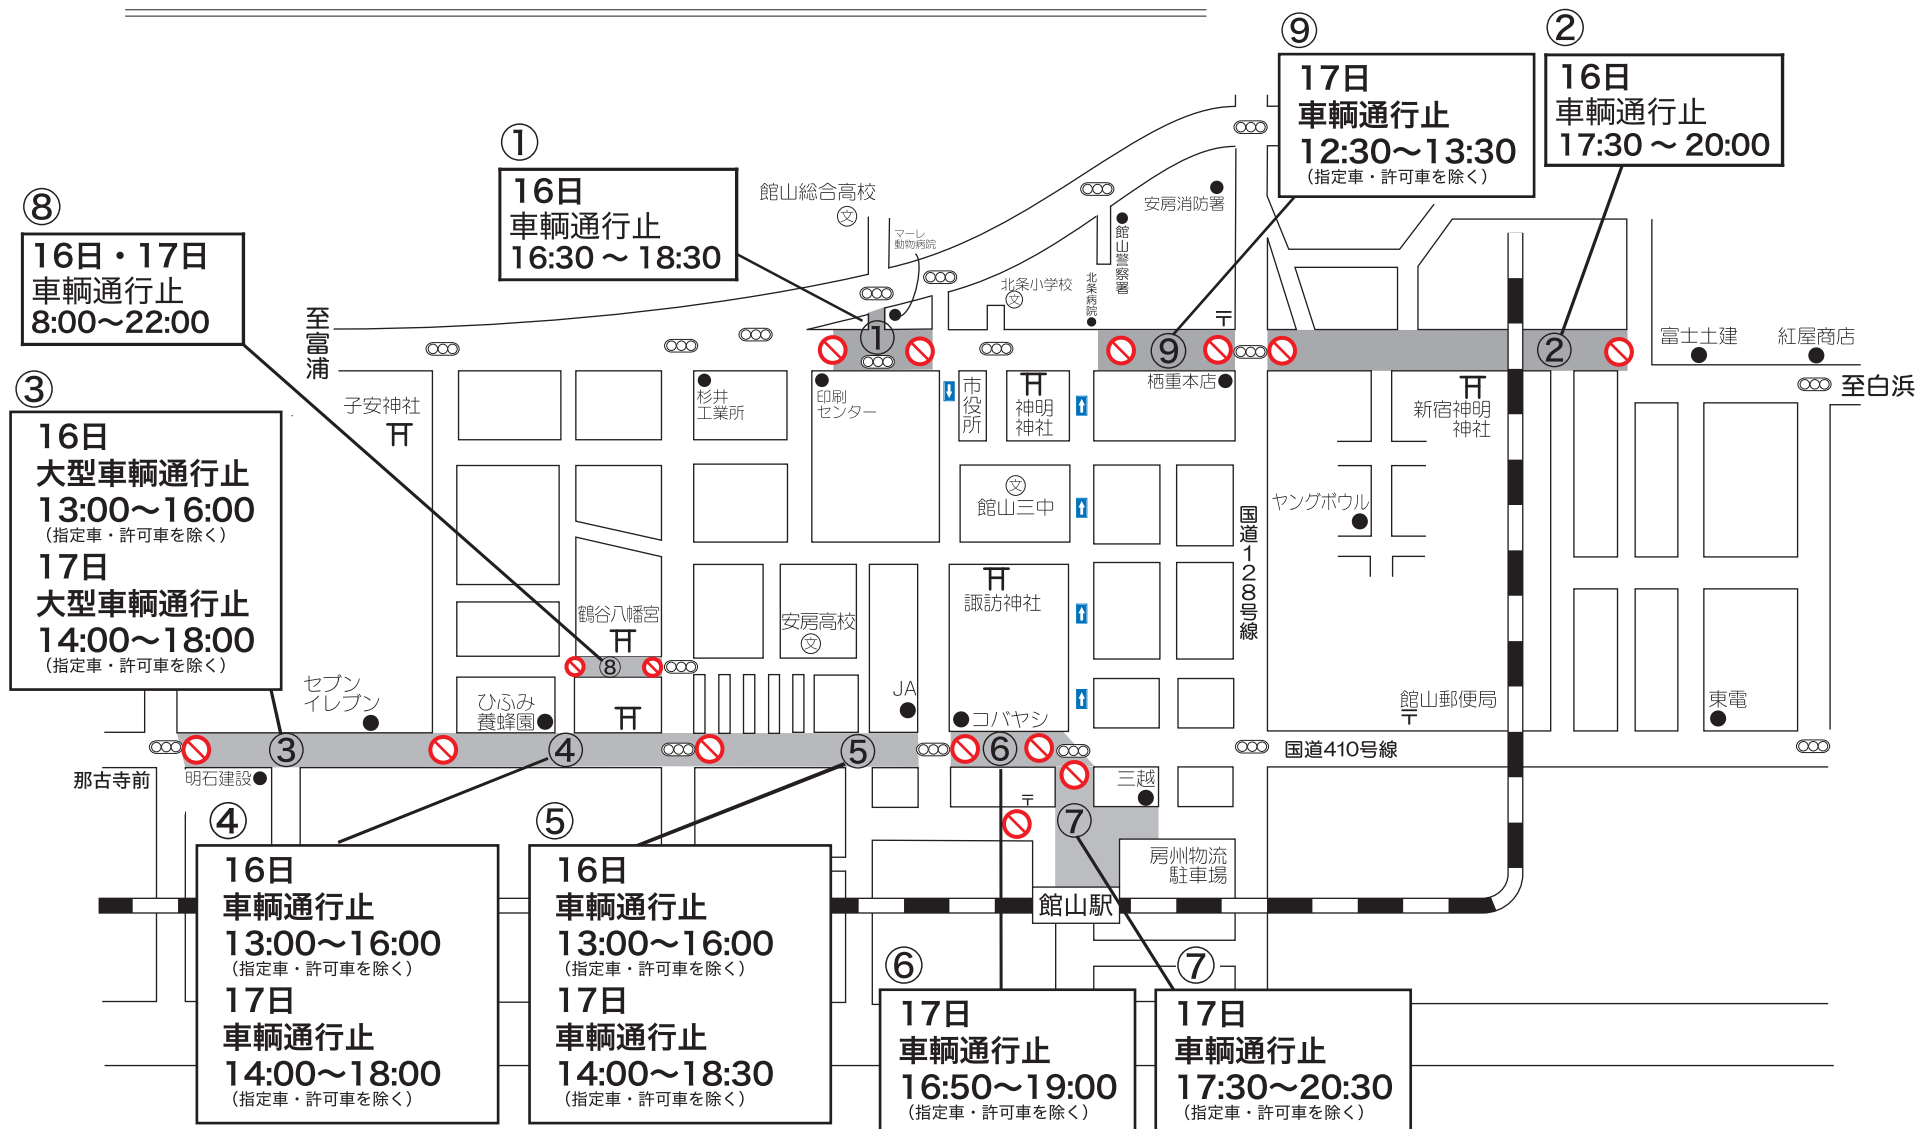 ⑨
17日
車輌通行止
12:30〜13:30
（指定車・許可車を除く）
②
16日
車輌通行止
17:30 〜 20:00
①
16日
車輌通行止
16:30 〜 18:30
⑧
16日・17日
車輌通行止
8:00〜22:00
③
16日
大型車輌通行止
13:00〜16:00
（指定車・許可車を除く）
17日
大型車輌通行止
14:00〜18:00
（指定車・許可車を除く）
館山総合高校
文
マーレ
動物病院
安房消防署
館山警察署
北条小学校
文
北条病院
〒
至富浦
①
⑨
②
富士土建
紅屋商店
至白浜
子安神社
杉井
工業所
印刷
センター
市役所
神明
神社
栖重本店
新宿神明
神社
文
館山三中
国道128号線
ヤングボウル
鶴谷八幡宮
⑧
安房高校
文
諏訪神社
セブン
イレブン
ひふみ
養蜂園
JA
コバヤシ
館山郵便局
〒
東電
③
④
⑤
⑥
国道410号線
那古寺前
明石建設
三越
〒
⑦
房州物流
駐車場
館山駅
④
16日
車輌通行止
13:00〜16:00
（指定車・許可車を除く）
17日
車輌通行止
14:00〜18:00
（指定車・許可車を除く）
⑤
16日
車輌通行止
13:00〜16:00
（指定車・許可車を除く）
17日
車輌通行止
14:00〜18:30
（指定車・許可車を除く）
⑥
17日
車輌通行止
16:50〜19:00
（指定車・許可車を除く）
⑦
17日
車輌通行止
17:30〜20:30
（指定車・許可車を除く）